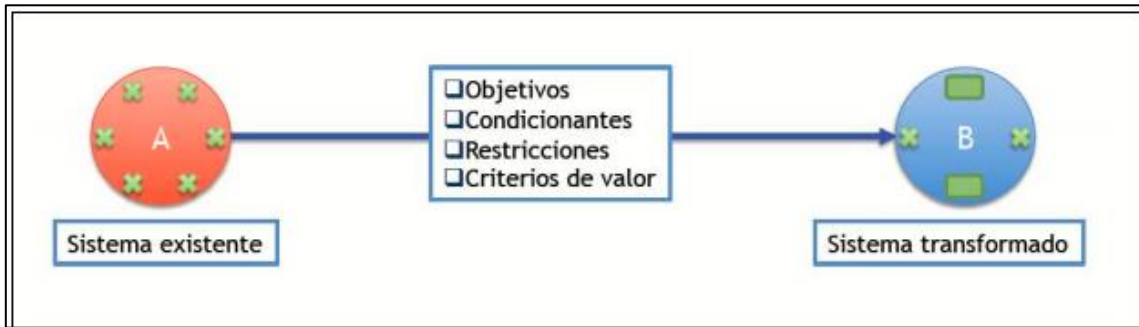 A
❑Objetivos
❑Condicionantes
❑Restricciones
❑Criterios de valor
B
Sistema existente
Sistema transformado